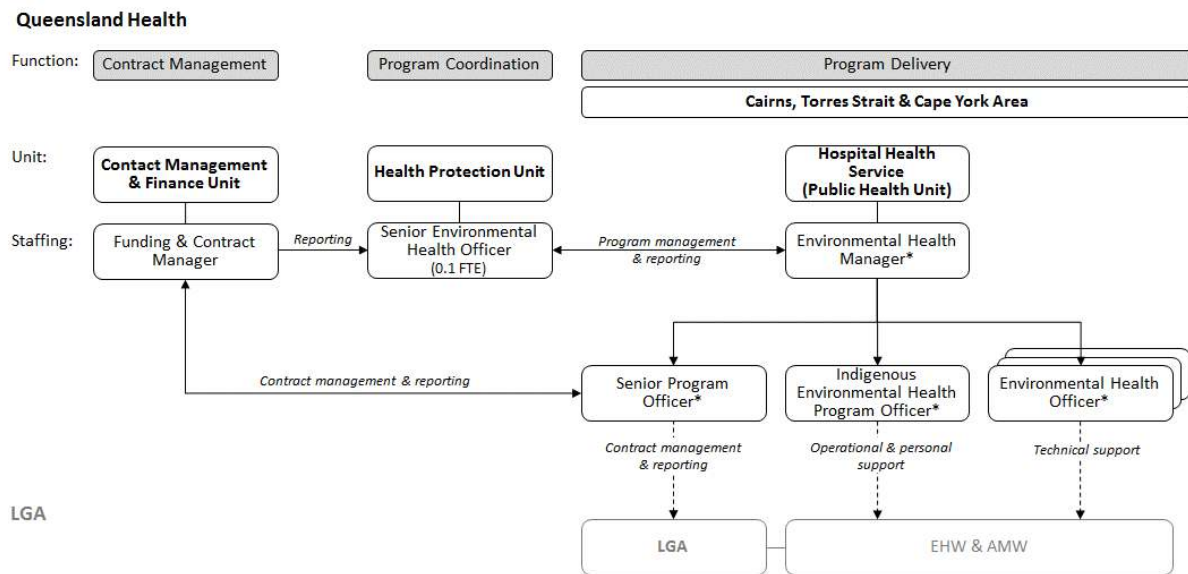 Queensland Health
Function:
Contract Management
Program Coordination
Program Delivery
Cairns, Torres Strait & Cape York Area
Unit:
Contact Management
& Finance Unit
Health Protection Unit
Hospital Health
Service
(Public Health Unit)
Staffing:
Funding & Contract
Manager
Reporting
Senior Environmental
Health Officer
(0.1 FTE)
Program management
& reporting
Environmental Health
Manager*
Contract management & reporting
Senior Program
Officer*
Indigenous
Environmental Health
Program Officer*
Environmental Health
Officer*
Contract management
& reporting
Operational & personal
support
Technical support
LGA
LGA
EHW & AMW